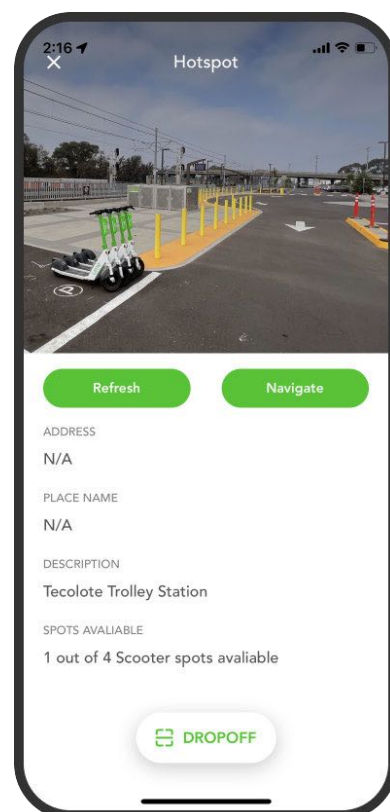 2:16
Hotspot
Refresh
Navigate
ADDRESS
N/A
PLACE NAME
N/A
DESCRIPTION
Tecolote Trolley Station
SPOTS AVALIABLE
1 out of 4 Scooter spots avaliable
DROPOFF